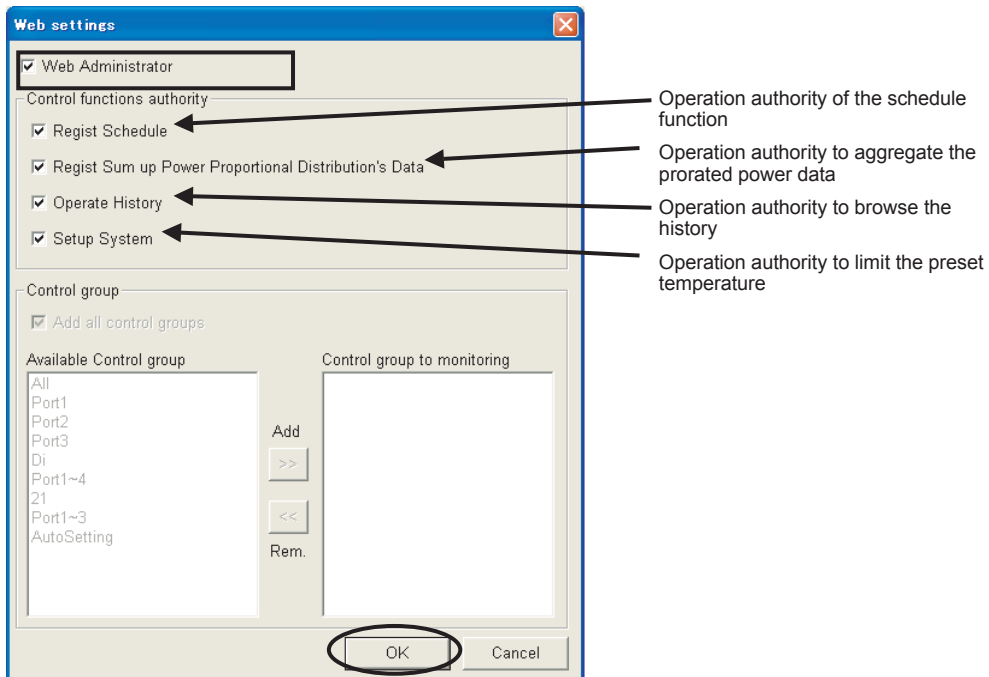 Web settings
Web Administrator
Control functions authority
Regist Schedule
Regist Sum up Power Proportional Distribution's Data
Operate History
Setup System
Operation authority of the schedule
function
Operation authority to aggregate the
prorated power data
Operation authority to browse the
history
Operation authority to limit the preset
temperature
Control group
Add all control groups
Available Control group
All
Port1
Port2
Port3
Di
Port1~4
21
Port1~3
AutoSetting
Add
>>
<<
Rem.
Control group to monitoring
OK
Cancel